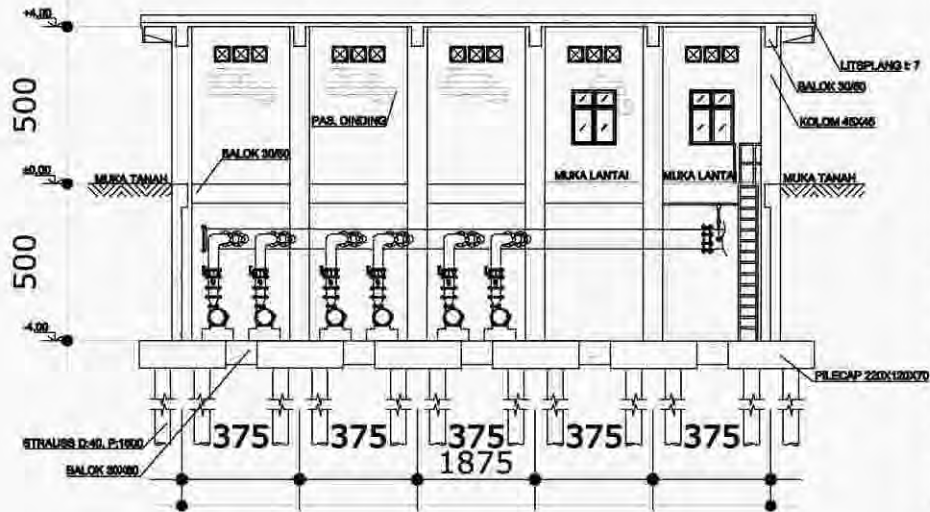 +4.00
LITSPLANG t: 7
BALOK 30/60
500
PAS. DINDING
KOLOM 45X45
BALOK 30/60
±0.00
MUKA TANAH
MUKA LANTAI
MUKA LANTAI
MUKA TANAH
500
-4.00
PILECAP 220X120X70
STRAUSS D:40, P:1600
375
375
375
375
375
1875
BALOK 30X60